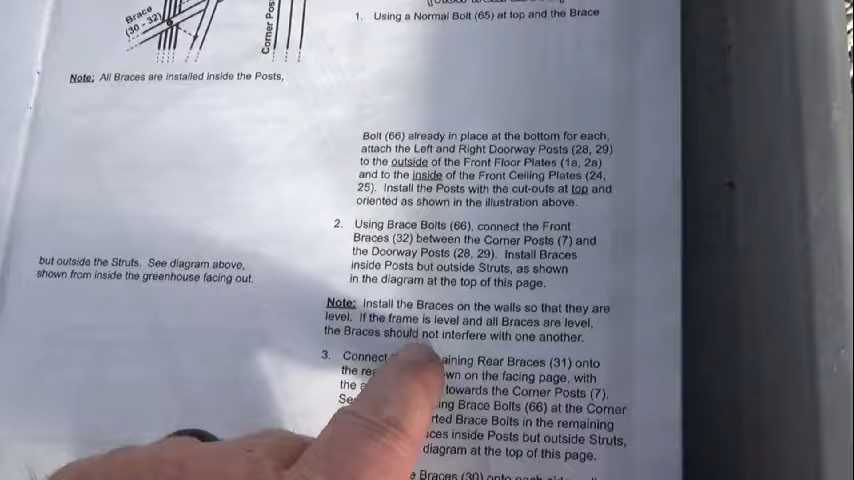 Brace
(30 - 32)
Corner Pos
Note: All Braces are installed inside the Posts,
but outside the Struts. See diagram above,
shown from inside the greenhouse facing out.
1. Using a Normal Bolt (65) at top and the Brace
Bolt (66) already in place at the bottom for each,
attach the Left and Right Doorway Posts (28, 29)
to the outside of the Front Floor Plates (1a, 2a)
and to the inside of the Front Ceiling Plates (24,
25). Install the Posts with the cut-outs at top and
oriented as shown in the illustration above.
2. Using Brace Bolts (66), connect the Front
Braces (32) between the Corner Posts (7) and
the Doorway Posts (28, 29). Install Braces
inside Posts but outside Struts, as shown
in the diagram at the top of this page.
Note: Install the Braces on the walls so that they are
level. If the frame is level and all Braces are level,
the Braces should not interfere with one another.
3. Connect aining Rear Braces (31) onto
the rea wn on the facing page, with
the towards the Corner Posts (7).
Se ing Brace Bolts (66) at the Corner
rted Brace Bolts in the remaining
ces inside Posts but outside Struts,
diagram at the top of this page.
Braces (30) onto each